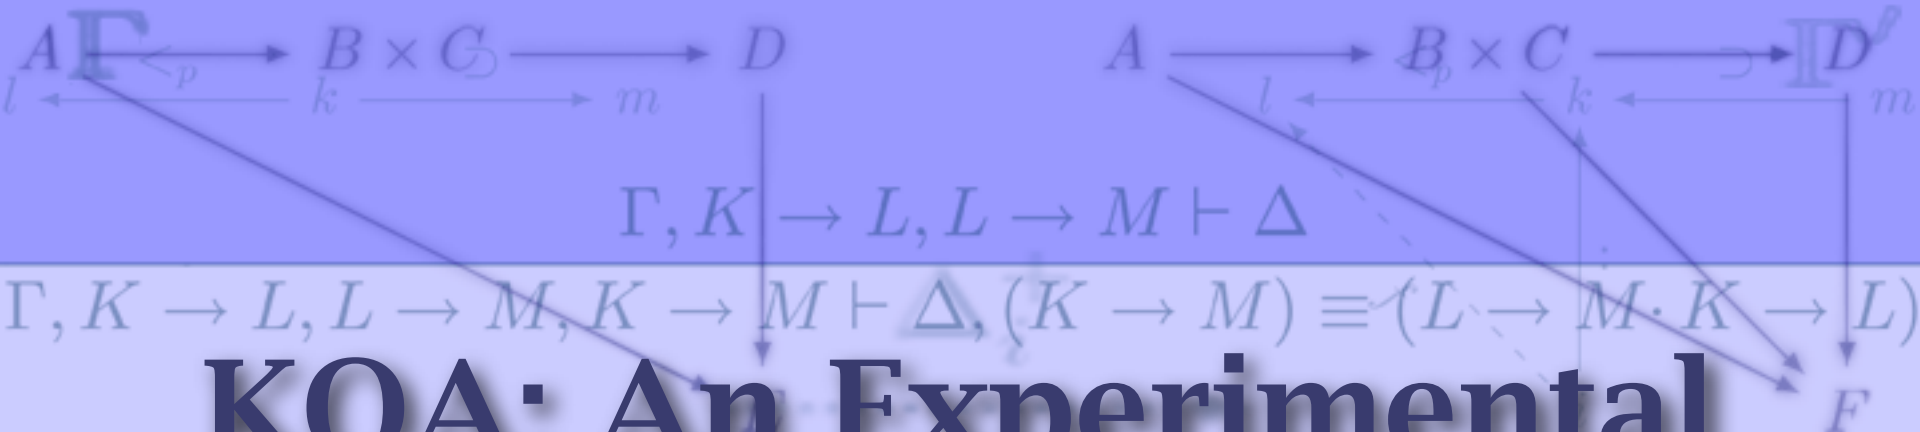 A Γ <p B × C ⊃ D A <p B × C ⊃ Γ D
l k m l k m
Γ, K → L, L → M ⊢ Δ
Γ, K → L, L → M, K → M ⊢ Δ, (K → M) ≡ (L → M · K → L)
KOA: An Experimental
F